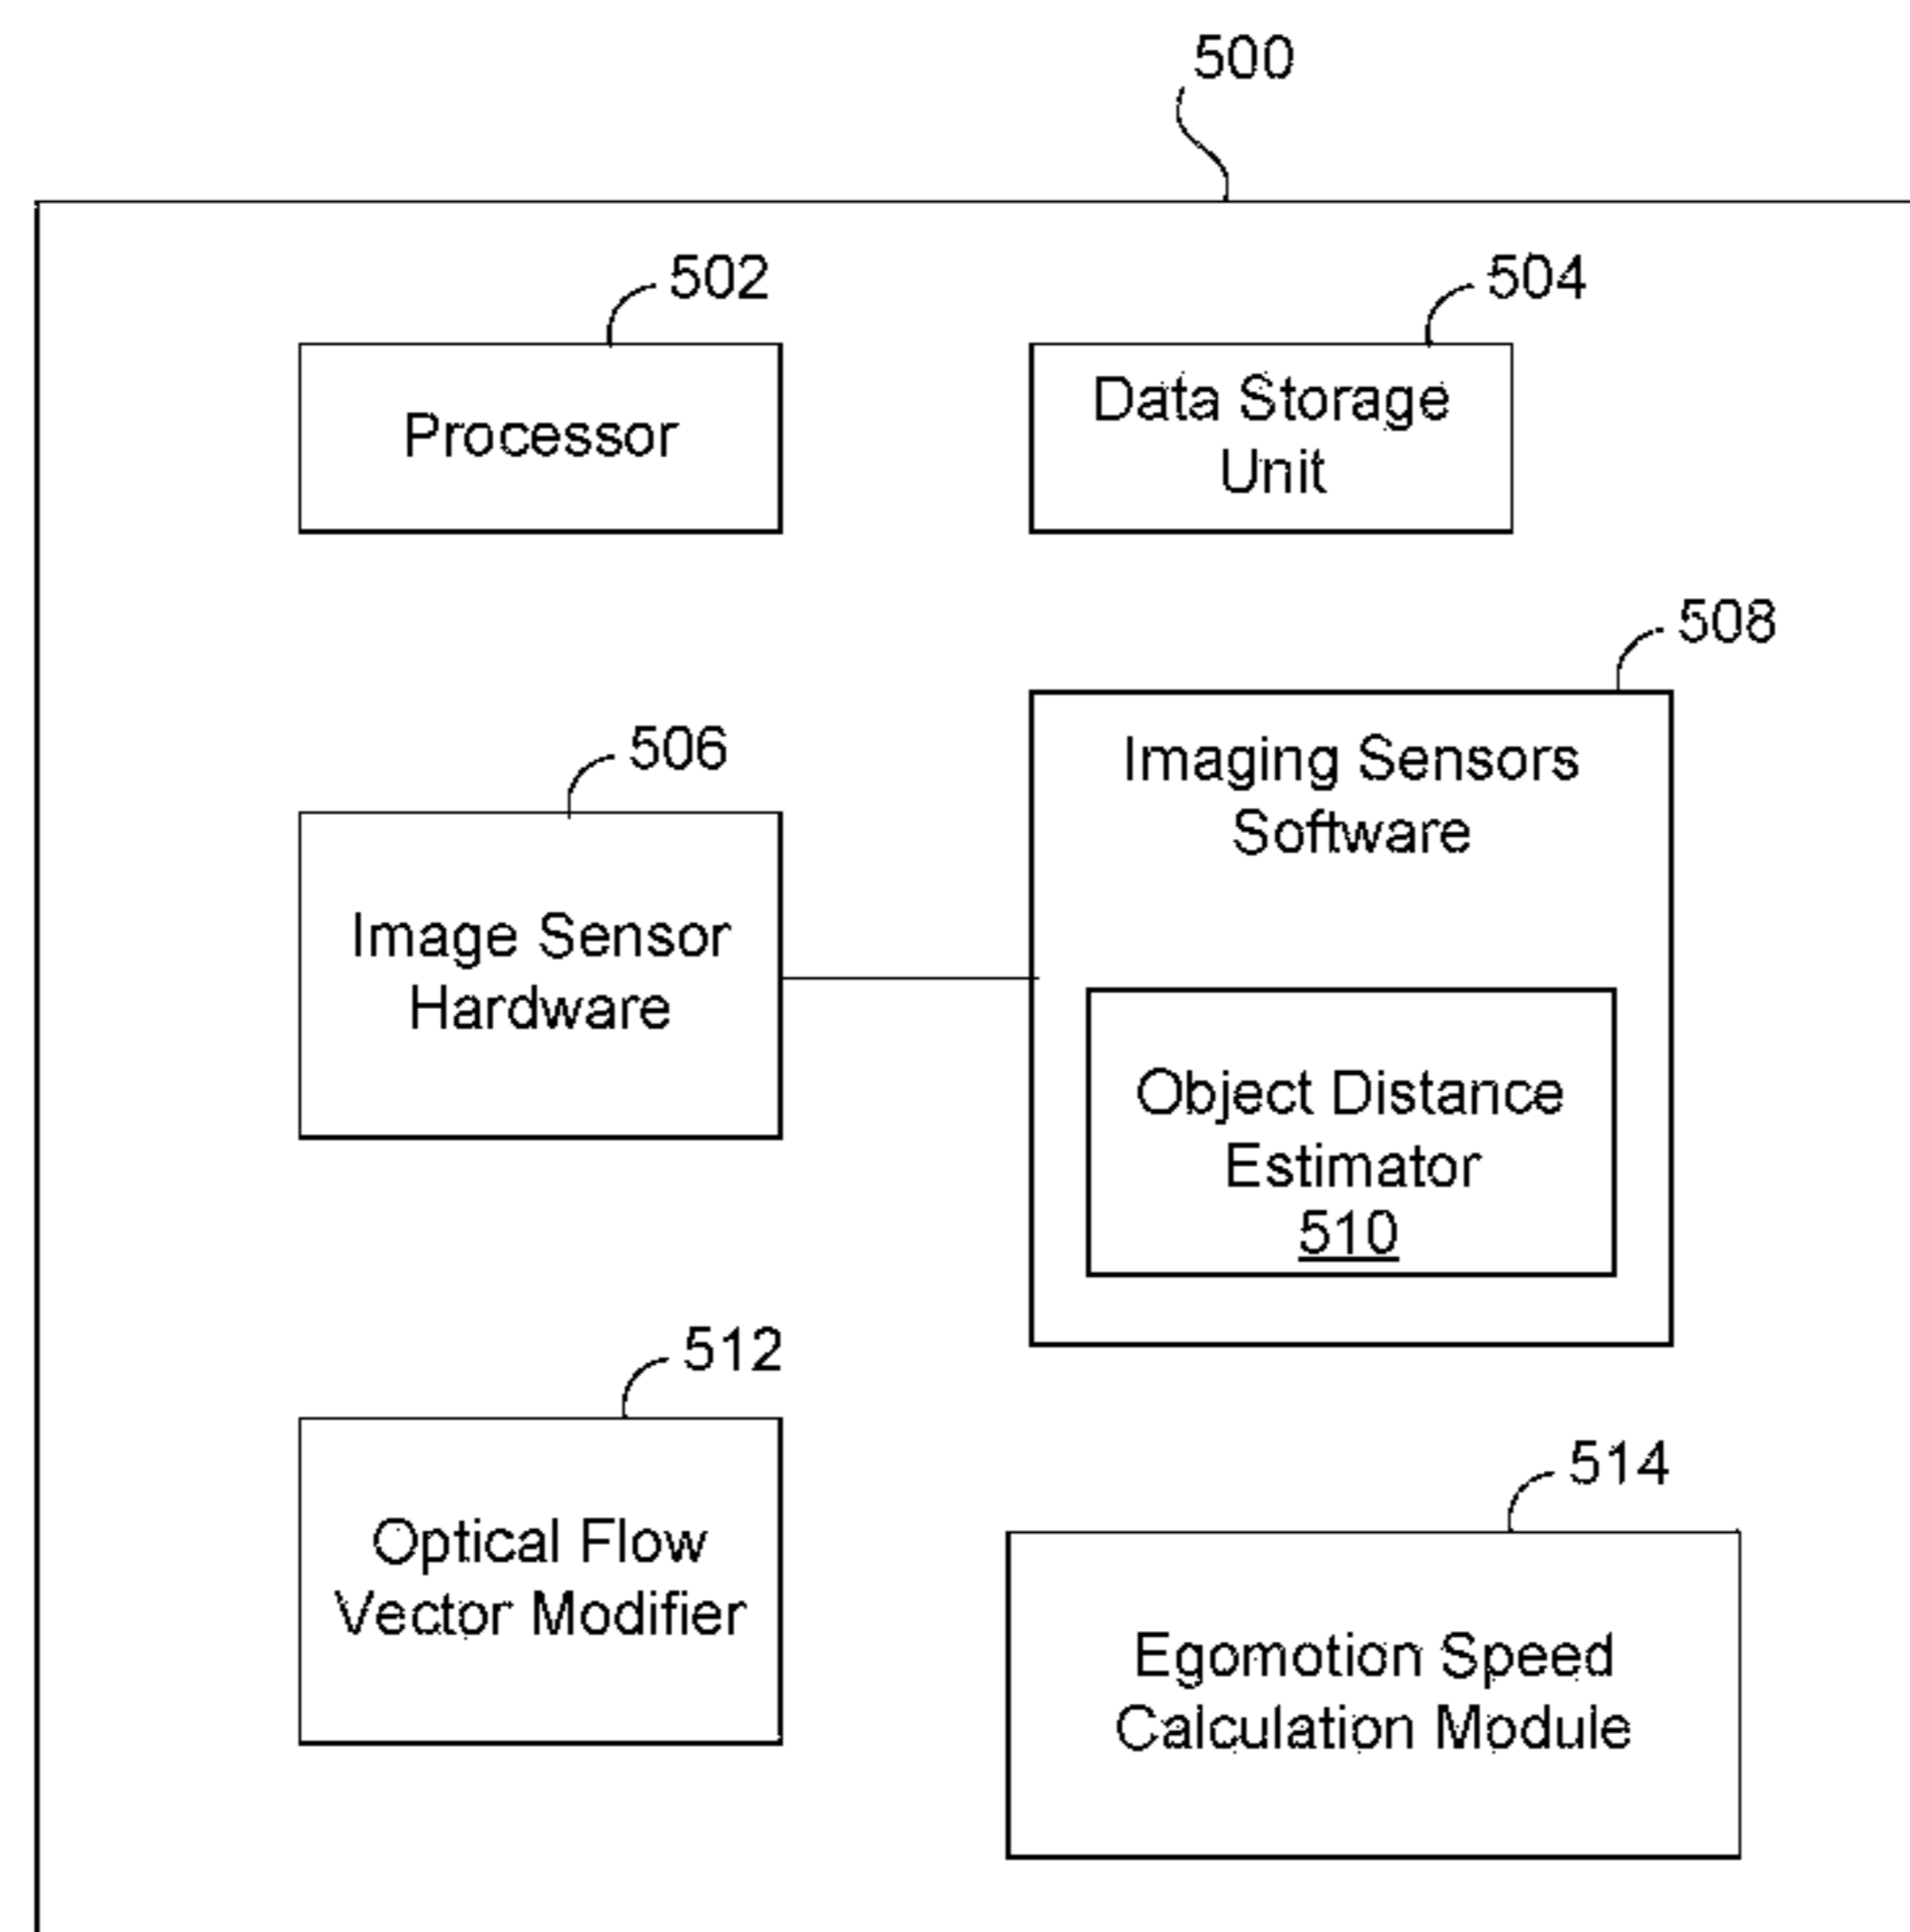 500
502
504
Processor
Data Storage
Unit
508
506
Imaging Sensors
Software
Image Sensor
Hardware
Object Distance
Estimator
510
512
514
Optical Flow
Vector Modifier
Egomotion Speed
Calculation Module